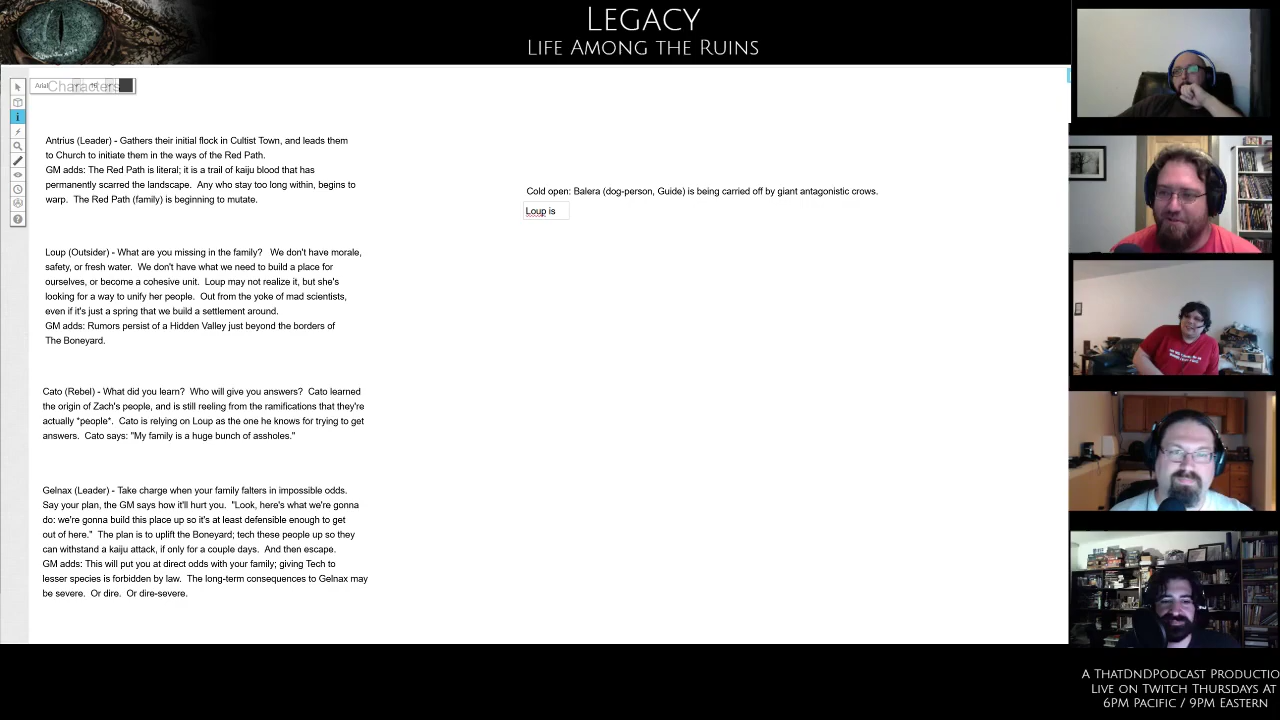 Legacy
Life Among the Ruins
Arial
Characters
Antrius (Leader) - Gathers their initial flock in Cultist Town, and leads them
to Church to initiate them in the ways of the Red Path.
GM adds: The Red Path is literal; it is a trail of kaiju blood that has
permanently scarred the landscape. Any who stay too long within, begins to
warp. The Red Path (family) is beginning to mutate.
Cold open: Balera (dog-person, Guide) is being carried off by giant antagonistic crows.
Loup is
Loup (Outsider) - What are you missing in the family? We don't have morale,
safety, or fresh water. We don't have what we need to build a place for
ourselves, or become a cohesive unit. Loup may not realize it, but she's
looking for a way to unify her people. Out from the yoke of mad scientists,
even if it's just a spring that we build a settlement around.
GM adds: Rumors persist of a Hidden Valley just beyond the borders of
The Boneyard.
Cato (Rebel) - What did you learn? Who will give you answers? Cato learned
the origin of Zach's people, and is still reeling from the ramifications that they're
actually *people*. Cato is relying on Loup as the one he knows for trying to get
answers. Cato says: "My family is a huge bunch of assholes."
Gelnax (Leader) - Take charge when your family falters in impossible odds.
Say your plan, the GM says how it'll hurt you. "Look, here's what we're gonna
do: we're gonna build this place up so it's at least defensible enough to get
out of here." The plan is to uplift the Boneyard; tech these people up so they
can withstand a kaiju attack, if only for a couple days. And then escape.
GM adds: This will put you at direct odds with your family; giving Tech to
lesser species is forbidden by law. The long-term consequences to Gelnax may
be severe. Or dire. Or dire-severe.
A ThatDnDPodcast Productio
Live on Twitch Thursdays At
6PM Pacific / 9PM Eastern